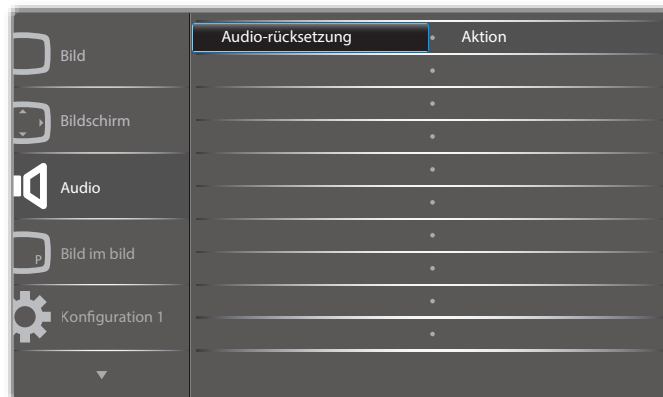 Bild
Bildschirm
Audio
Bild im bild
P
Konfiguration 1
Audio-rücksetzung
Aktion